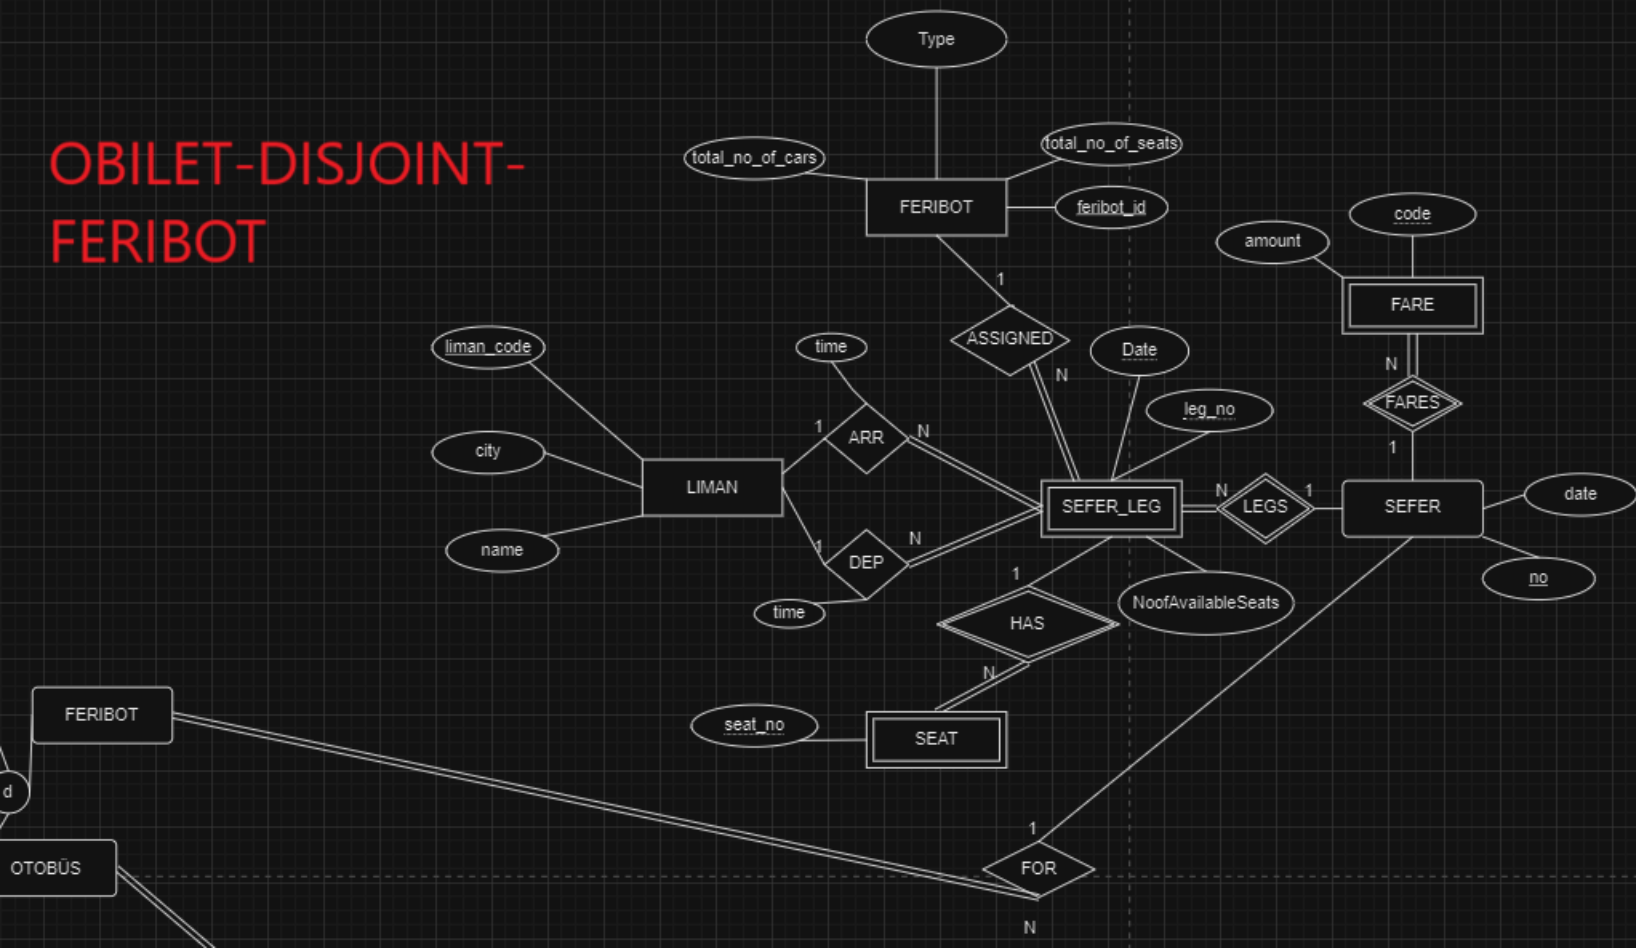 Type
OBILET-DISJOINT-
FERIBOT
total_no_of_cars
total_no_of_seats
FERIBOT
feribot_id
code
amount
FARE
1
ASSIGNED
N
Date
liman_code
time
N
FARES
leg_no
1
ARR
N
1
city
LIMAN
SEFER_LEG
N
LEGS
1
SEFER
date
name
1
DEP
N
time
1
HAS
N
NoofAvailableSeats
no
FERIBOT
seat_no
SEAT
d
OTOBÜS
1
FOR
N